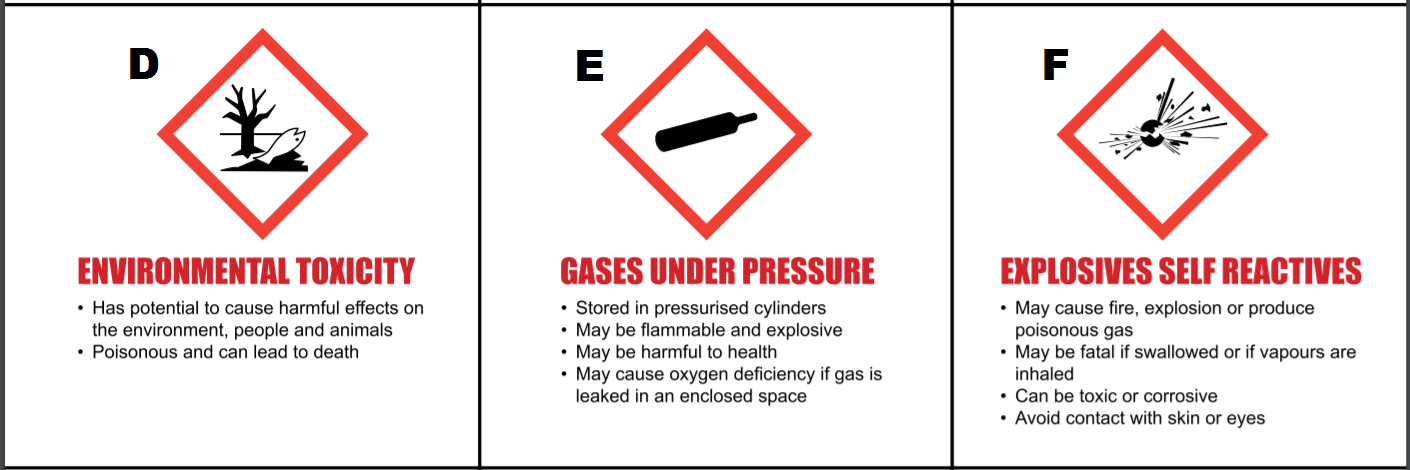 D
ENVIRONMENTAL TOXICITY
• Has potential to cause harmful effects on
the environment, people and animals
• Poisonous and can lead to death
E
GASES UNDER PRESSURE
• Stored in pressurised cylinders
• May be flammable and explosive
• May be harmful to health
• May cause oxygen deficiency if gas is
leaked in an enclosed space
F
EXPLOSIVES SELF REACTIVES
• May cause fire, explosion or produce
poisonous gas
• May be fatal if swallowed or if vapours are
inhaled
• Can be toxic or corrosive
• Avoid contact with skin or eyes